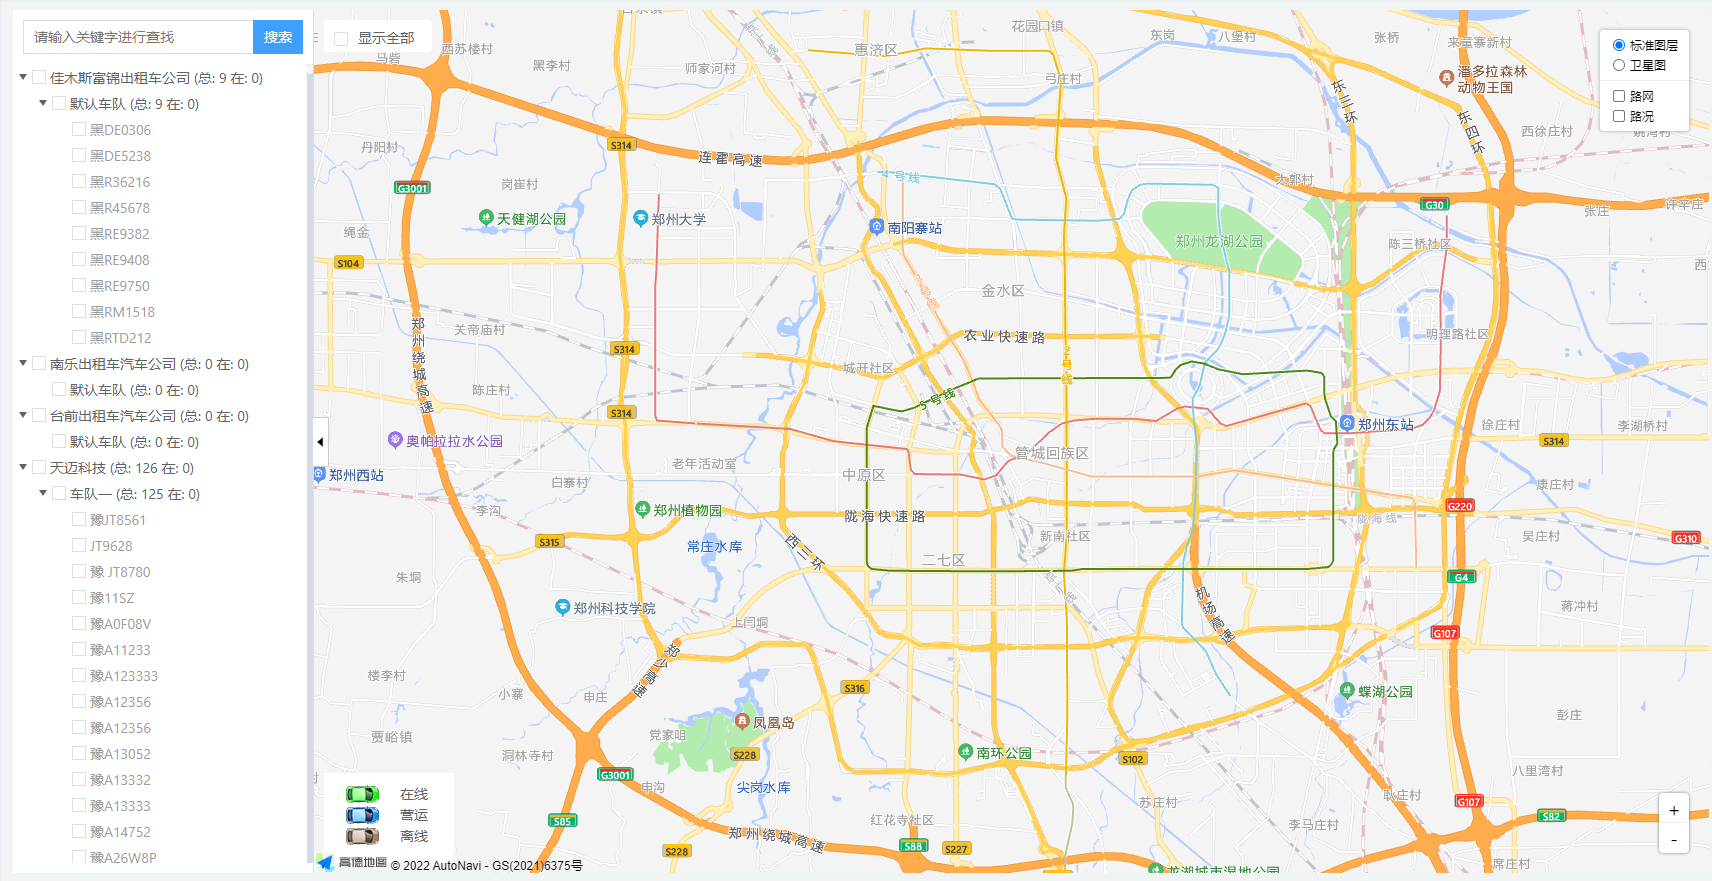 请输入关键字进行查找
搜索
显示全部
佳木斯富锦出租车公司 (总: 9 在: 0)
默认车队 (总: 9 在: 0)
黑DE0306
黑DE5238
黑R36216
黑R45678
黑RE9382
黑RE9408
黑RE9750
黑RM1518
黑RTD212
南乐出租车汽车公司 (总: 0 在: 0)
默认车队 (总: 0 在: 0)
台前出租车汽车公司 (总: 0 在: 0)
默认车队 (总: 0 在: 0)
天迈科技 (总: 126 在: 0)
车队一 (总: 125 在: 0)
豫JT8561
JT9628
豫 JT8780
豫11SZ
豫A0F08V
豫A11233
豫A123333
豫A12356
豫A12356
豫A13052
豫A13332
豫A13333
豫A14752
豫A26W8P
标准图层
卫星图
路网
路况
西苏楼村
马砦
黑李村
师家河村
惠济区
花园口镇
弓庄村
东岗
八堡村
张桥
来童寨新村
潘多拉森林
动物王国
东三环
东四环
西徐庄村
姚湾村
丹阳村
S314
连霍高速
G3001
岗崔村
4号线
大郭村
G30
张庄
许岑庄
天健湖公园
郑州大学
南阳寨站
绳金
郑州龙湖公园
陈三桥社区
S104
金水区
郑州绕城高速
关帝庙村
农业快速路
明理路社区
S314
2号线
城开社区
陈庄村
5号线
S314
郑州东站
徐庄村
李湖桥村
S314
奥帕拉拉水公园
管城回族区
老年活动室
中原区
郑州西站
白寨村
康庄村
李沟
郑州植物园
陇海快速路
陇海线
G220
S315
常庄水库
西三环
新南社区
吴庄村
G310
二七区
朱垌
京广线
G4
郑州科技学院
机场高速
蒋冲村
上闫垌
G107
郑少高速
楼李村
小寨
申庄
S316
蝶湖公园
凤凰岛
彭庄
党家咀
贾峪镇
洞林寺村
S228
南环公园
S102
G3001
申沟
尖岗水库
八里湾村
耿庄村
苏庄村
G107
S85
红花寺社区
李马庄村
S82
郑州绕城高速
S88
S227
S228
席庄村
龙湖城市湿地公园
在线
营运
离线
+
-
高德地图 © 2022 AutoNavi - GS(2021)6375号